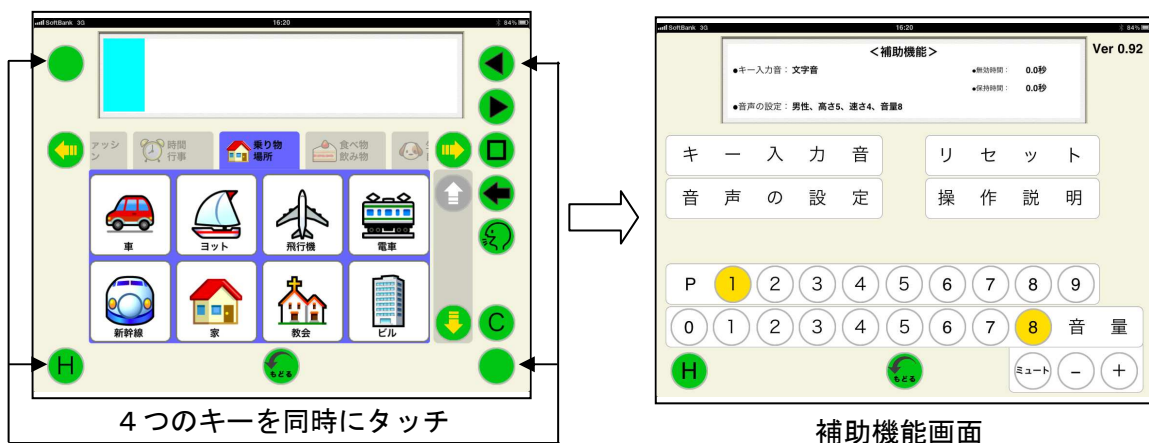 SoftBank 3G 16:20 84%
ァッシ
ン
時間
行事
乗り物
場所
食べ物
飲み物
車 ヨット 飛行機 電車
新幹線 家 教会 ビル
C
H もどる
4つのキーを同時にタッチ
SoftBank 3G 16:20 84%
<補助機能> Ver 0.92
●キー入力音：文字音 ●無効時間： 0.0秒
●保持時間： 0.0秒
●音声の設定：男性、高さ5、速さ4、音量8
キー入力音 リセット
音声の設定 操作説明
P 1 2 3 4 5 6 7 8 9
0 1 2 3 4 5 6 7 8 音量
H もどる ミュート − +
補助機能画面